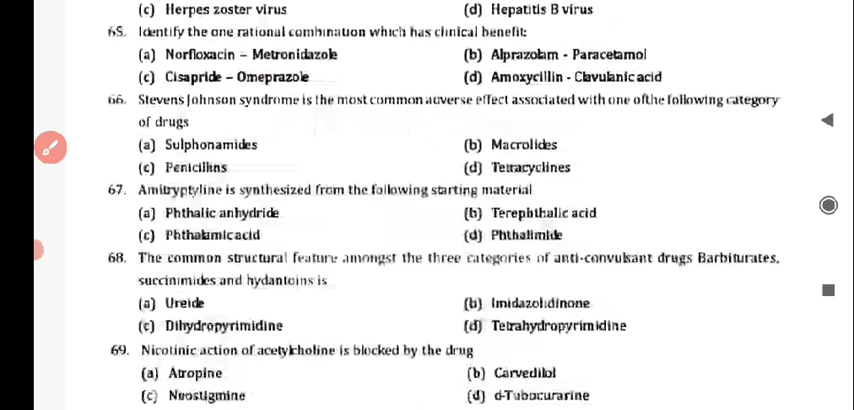 (c) Herpes zoster virus (d) Hepatitis B virus
65. Identify the one rational combination which has clinical benefit:
(a) Norfloxacin - Metronidazole (b) Alprazolam - Paracetamol
(c) Cisapride - Omeprazole (d) Amoxycillin - Clavulanic acid
66. Stevens Johnson syndrome is the most common adverse effect associated with one ofthe following category
of drugs
(a) Sulphonamides (b) Macrolides
(c) Penicillins (d) Tetracyclines
67. Amitryptyline is synthesized from the following starting material
(a) Phthalic anhydride (b) Terephthalic acid
(c) Phthalamic acid (d) Phthalimide
68. The common structural feature amongst the three categories of anti-convulsant drugs Barbiturates,
succinimides and hydantoins is
(a) Ureide (b) Imidazolidinone
(c) Dihydropyrimidine (d) Tetrahydropyrimidine
69. Nicotinic action of acetylcholine is blocked by the drug
(a) Atropine (b) Carvedilol
(c) Neostigmine (d) d-Tubocurarine